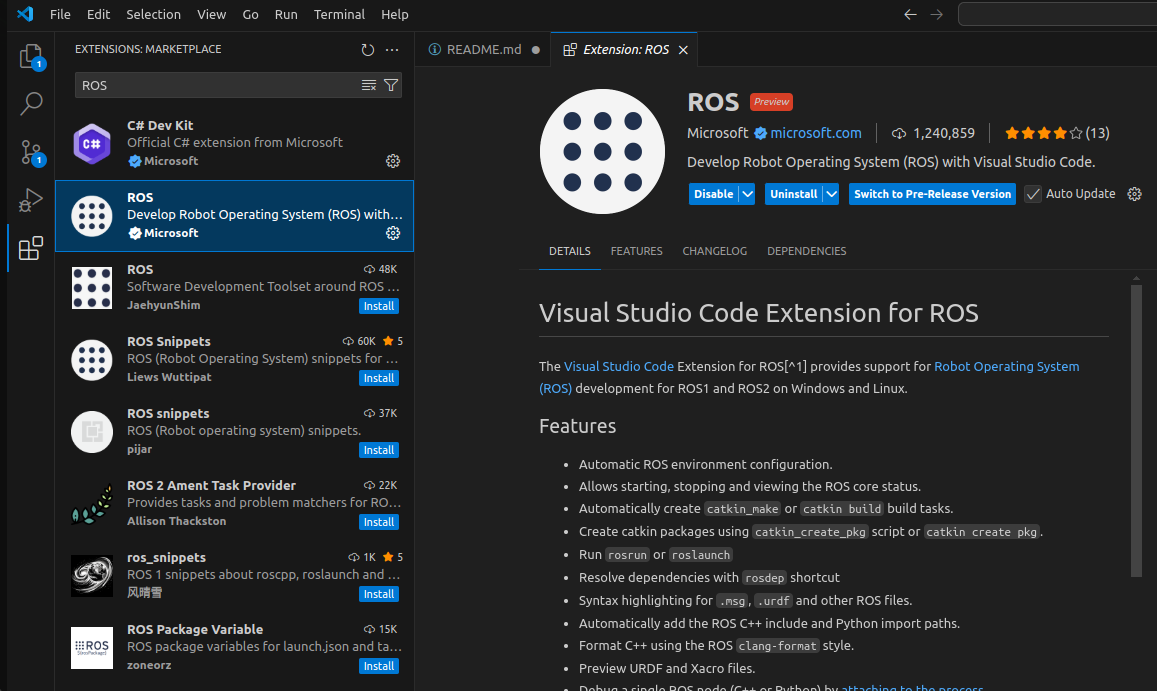 File Edit Selection View Go Run Terminal Help
EXTENSIONS: MARKETPLACE
ROS
C# Dev Kit
Official C# extension from Microsoft
Microsoft
ROS
Develop Robot Operating System (ROS) with...
Microsoft
ROS 48K
Software Development Toolset around ROS ...
JaehyunShim Install
ROS Snippets 60K 5
ROS (Robot Operating System) snippets for ...
Liews Wuttipat Install
ROS snippets 37K
ROS (Robot operating system) snippets.
pijar Install
ROS 2 Ament Task Provider 22K
Provides tasks and problem matchers for RO...
Allison Thackston Install
ros_snippets 1K 5
ROS 1 snippets about roscpp, roslaunch and ...
风晴雪 Install
ROS Package Variable 15K
ROS package variables for launch.json and ta...
zoneorz Install
README.md Extension: ROS
ROS Preview
Microsoft microsoft.com 1,240,859 (13)
Develop Robot Operating System (ROS) with Visual Studio Code.
Disable Uninstall Switch to Pre-Release Version Auto Update
DETAILS FEATURES CHANGELOG DEPENDENCIES
Visual Studio Code Extension for ROS
The Visual Studio Code Extension for ROS[^1] provides support for Robot Operating System
(ROS) development for ROS1 and ROS2 on Windows and Linux.
Features
• Automatic ROS environment configuration.
• Allows starting, stopping and viewing the ROS core status.
• Automatically create catkin_make or catkin build build tasks.
• Create catkin packages using catkin_create_pkg script or catkin create pkg.
• Run rosrun or roslaunch
• Resolve dependencies with rosdep shortcut
• Syntax highlighting for .msg, .urdf and other ROS files.
• Automatically add the ROS C++ include and Python import paths.
• Format C++ using the ROS clang-format style.
• Preview URDF and Xacro files.
• Debug a single ROS node (C++ or Python) by attaching to the process.